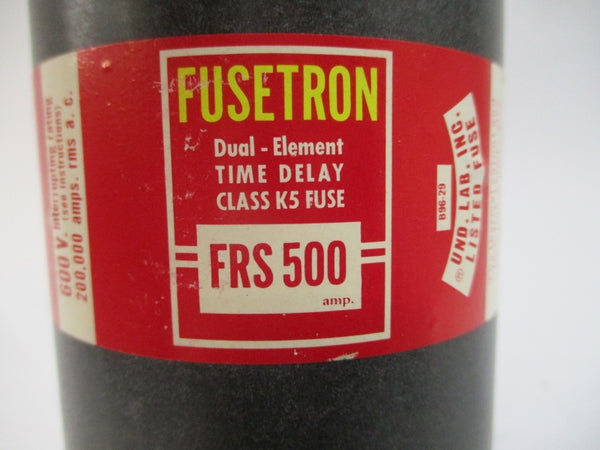 FUSETRON
Dual - Element
TIME DELAY
CLASS K5 FUSE
FRS 500
amp.
600 V. Interrupting rating
(see instructions)
200,000 amps. rms a. c.
B96-29
UND. LAB. INC.
LISTED FUSE